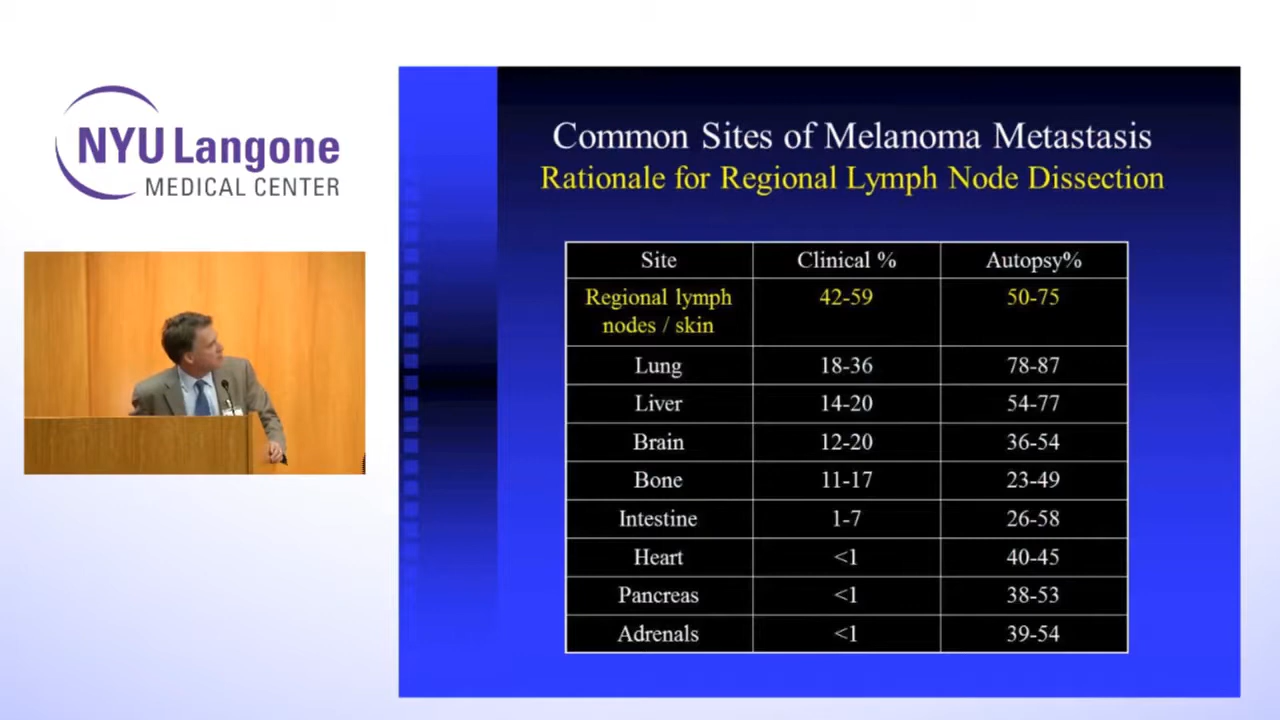 NYU Langone
MEDICAL CENTER
Common Sites of Melanoma Metastasis
Rationale for Regional Lymph Node Dissection
Site Clinical % Autopsy%
Regional lymph
nodes / skin 42-59 50-75
Lung 18-36 78-87
Liver 14-20 54-77
Brain 12-20 36-54
Bone 11-17 23-49
Intestine 1-7 26-58
Heart <1 40-45
Pancreas <1 38-53
Adrenals <1 39-54